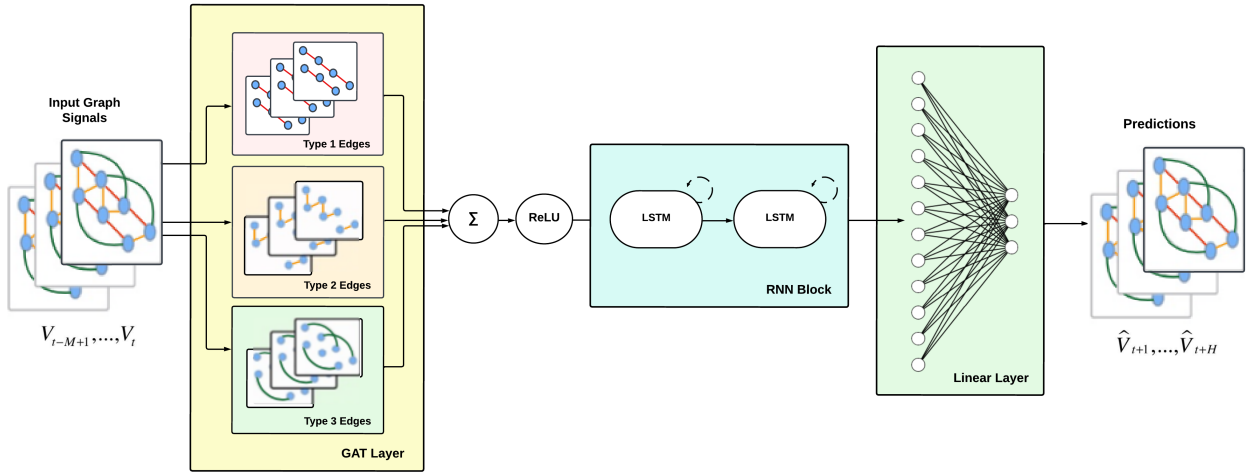 Input Graph
Signals
V_{t-M+1},...,V_t
Type 1 Edges
Type 2 Edges
Type 3 Edges
GAT Layer
Σ
ReLU
LSTM
LSTM
RNN Block
Linear Layer
Predictions
V̂_{t+1},...,V̂_{t+H}